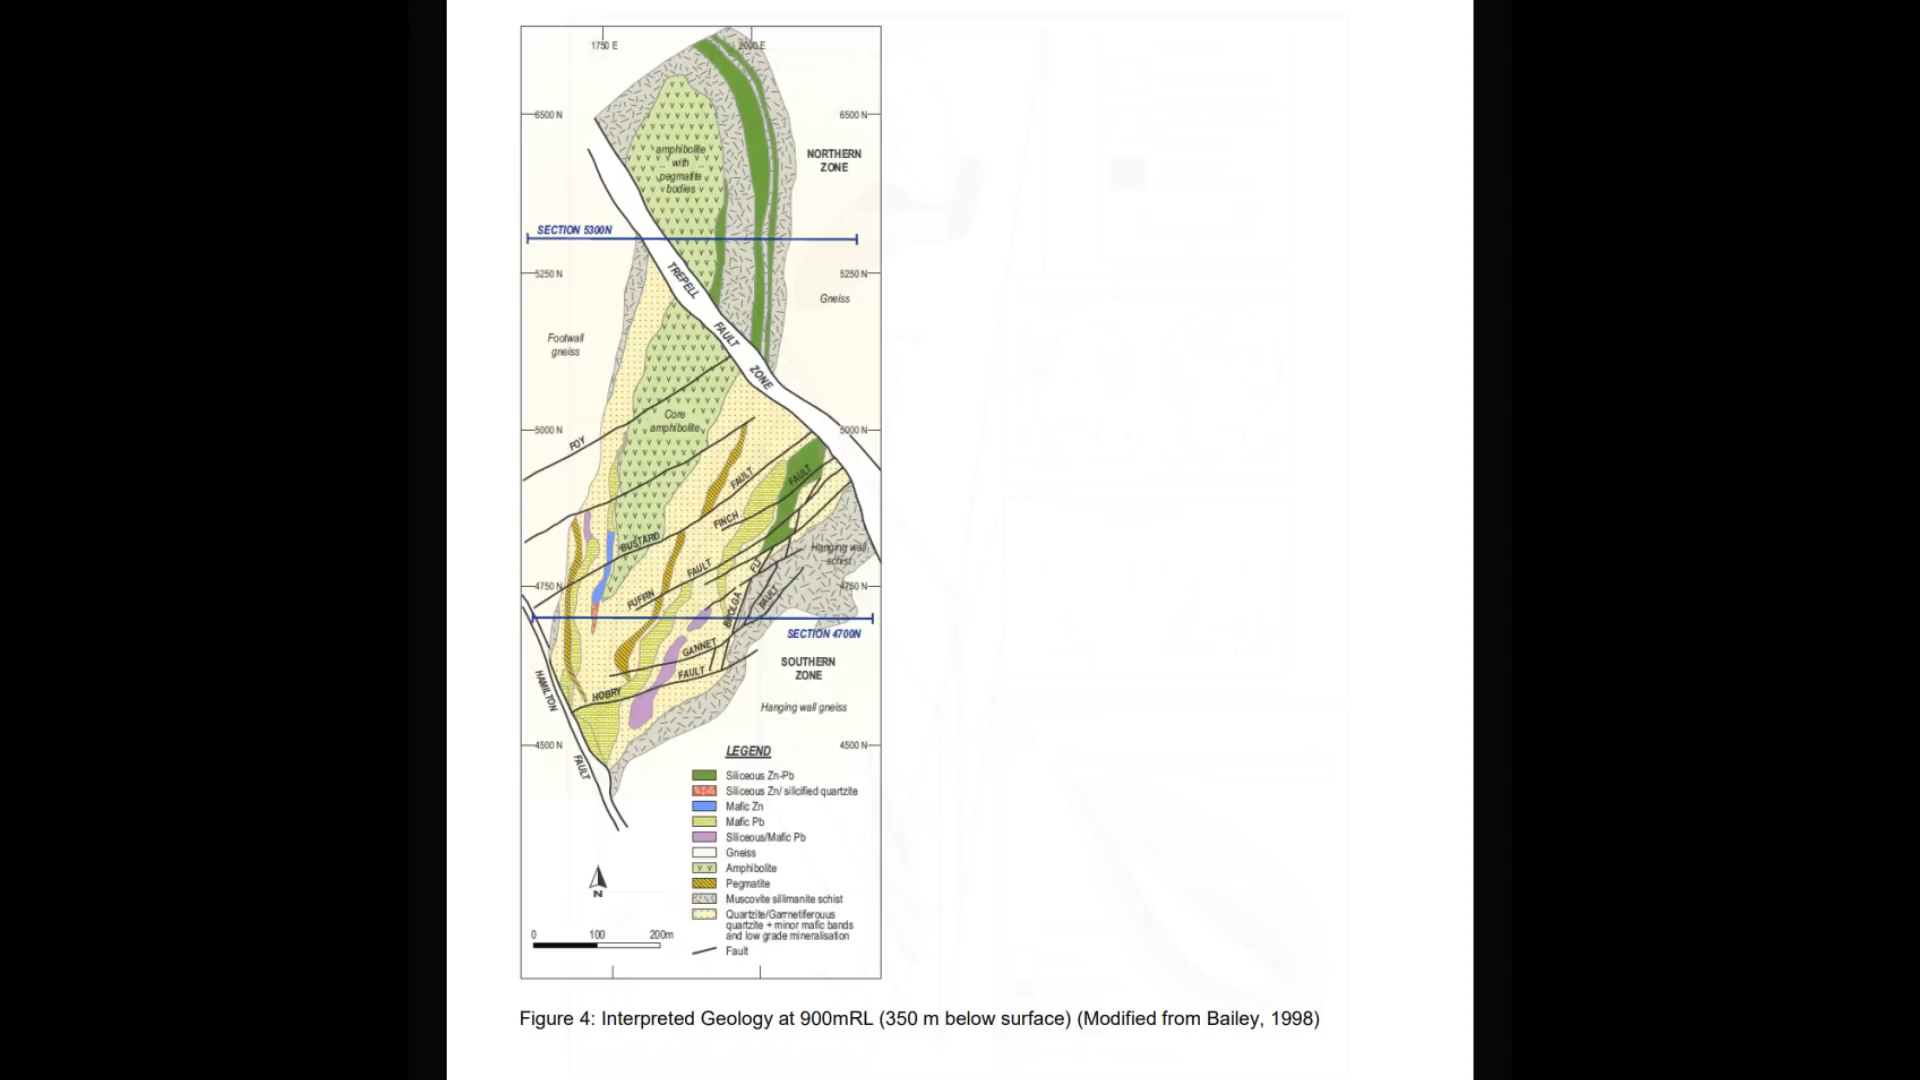 1750 E
2000 E
6500 N
6500 N
amphibolite
with
pegmatite
bodies
NORTHERN
ZONE
SECTION 5300N
5250 N
5250 N
TREPELL
FAULT
ZONE
Gneiss
Footwall
gneiss
Core
amphibolite
5000 N
5000 N
FOY
FAULT
FAULT
FINCH
BUSTARD
Hanging wall
schist
FAULT
4750 N
4750 N
FUFFIN
BROLGA
FAULT
SECTION 4700N
GANNET
FAULT
SOUTHERN
ZONE
HAMILTON
FAULT
HOBRY
Hanging wall gneiss
4500 N
4500 N
LEGEND
Siliceous Zn-Pb
Siliceous Zn/ silicified quartzite
Mafic Zn
Mafic Pb
Siliceous/Mafic Pb
Gneiss
Amphibolite
Pegmatite
Muscovite sillimanite schist
Quartzite/Garnetiferouus
quartzite + minor mafic bands
and low grade mineralisation
Fault
N
0 100 200m
Figure 4: Interpreted Geology at 900mRL (350 m below surface) (Modified from Bailey, 1998)